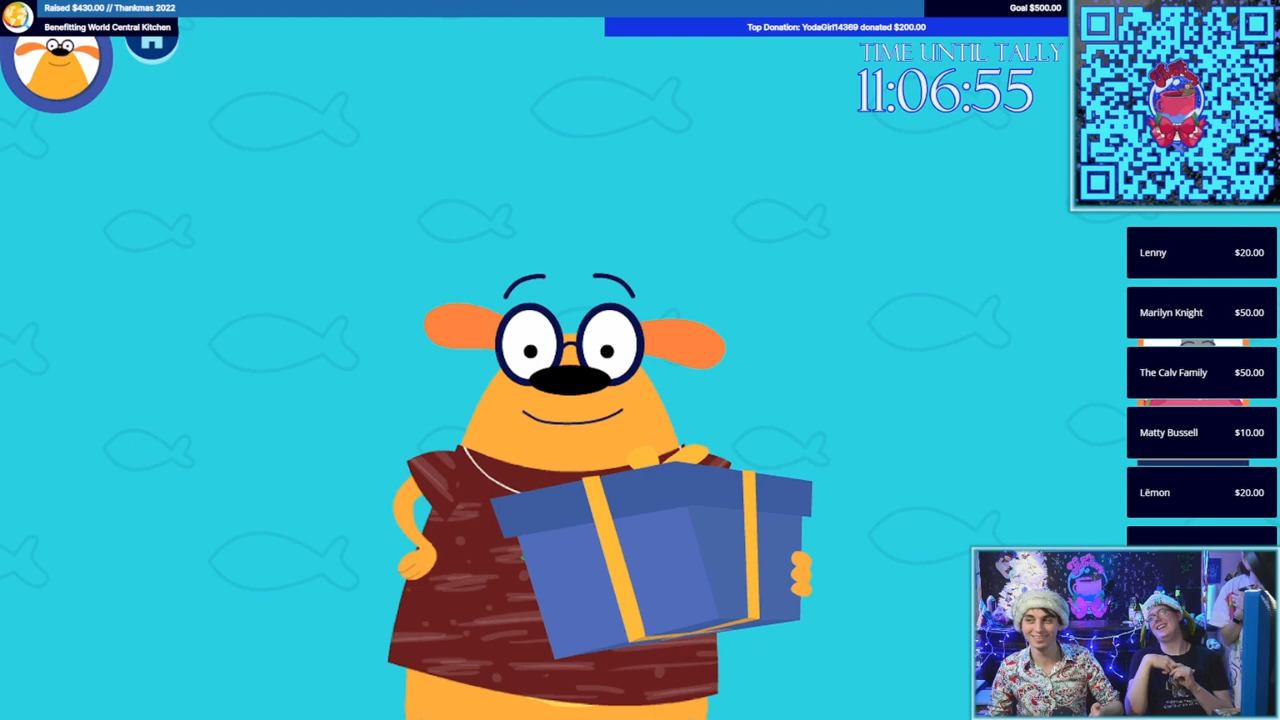 Raised $430.00 // Thankmas 2022
Goal $500.00
Benefitting World Central Kitchen
Top Donation: YodaGirl14369 donated $200.00
TIME UNTIL TALLY
11:06:55
Lenny $20.00
Marilyn Knight $50.00
The Calv Family $50.00
Matty Bussell $10.00
Lēmon $20.00